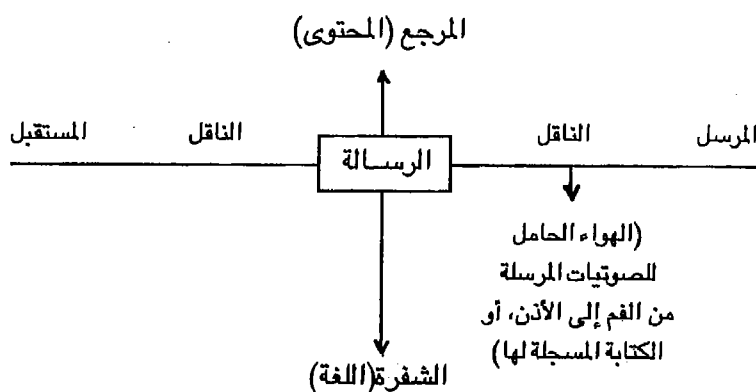 المرجع (المحتوى)
المرسل الناقل الناقل المستقبل
الرسالة
(الهواء الحامل
للصوتيات المرسلة
من الفم إلى الأذن، أو
الكتابة المسجلة لها)
الشفرة (اللغة)